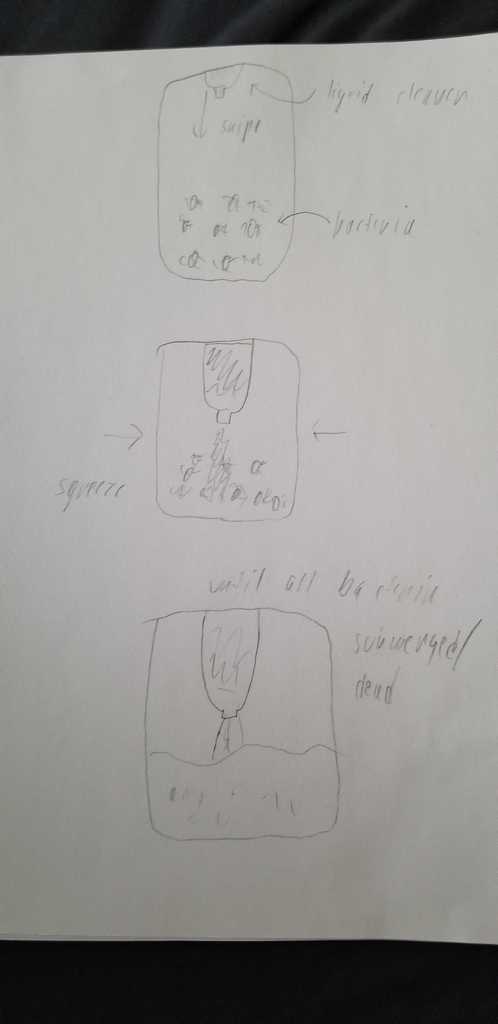 liquid cleaner
swipe
bacteria
squeeze
until all bacteria
submerged/
dead